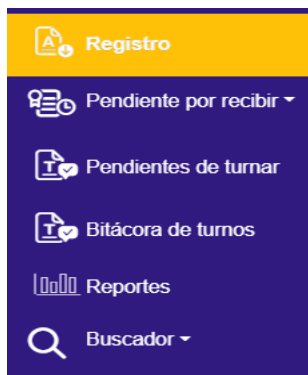 Registro
Pendiente por recibir
Pendientes de turnar
Bitácora de turnos
Reportes
Buscador